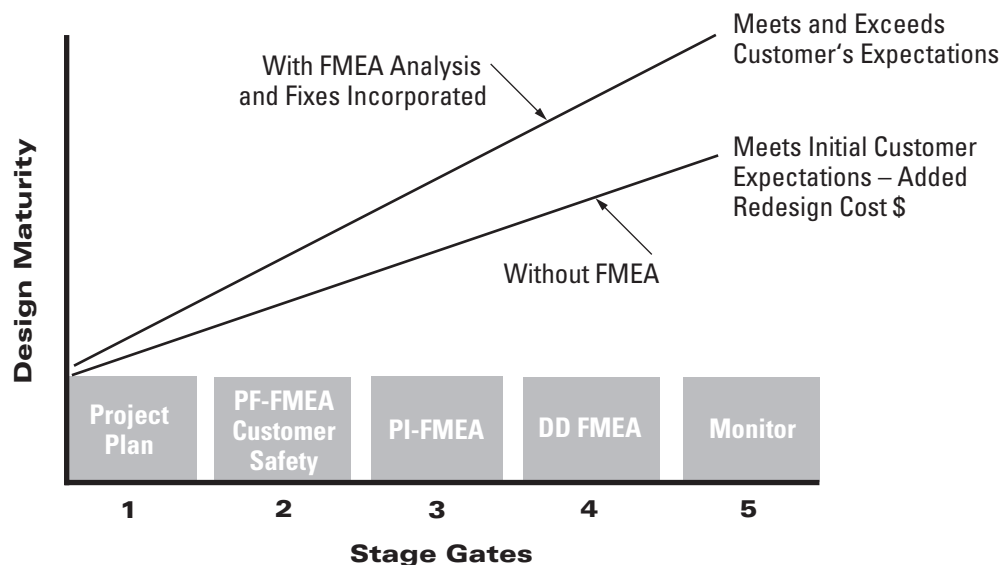 Meets and Exceeds
Customer‘s Expectations
With FMEA Analysis
and Fixes Incorporated
Meets Initial Customer
Expectations – Added
Redesign Cost $
Without FMEA
Design Maturity
Project
Plan
PF-FMEA
Customer
Safety
PI-FMEA
DD FMEA
Monitor
1 2 3 4 5
Stage Gates